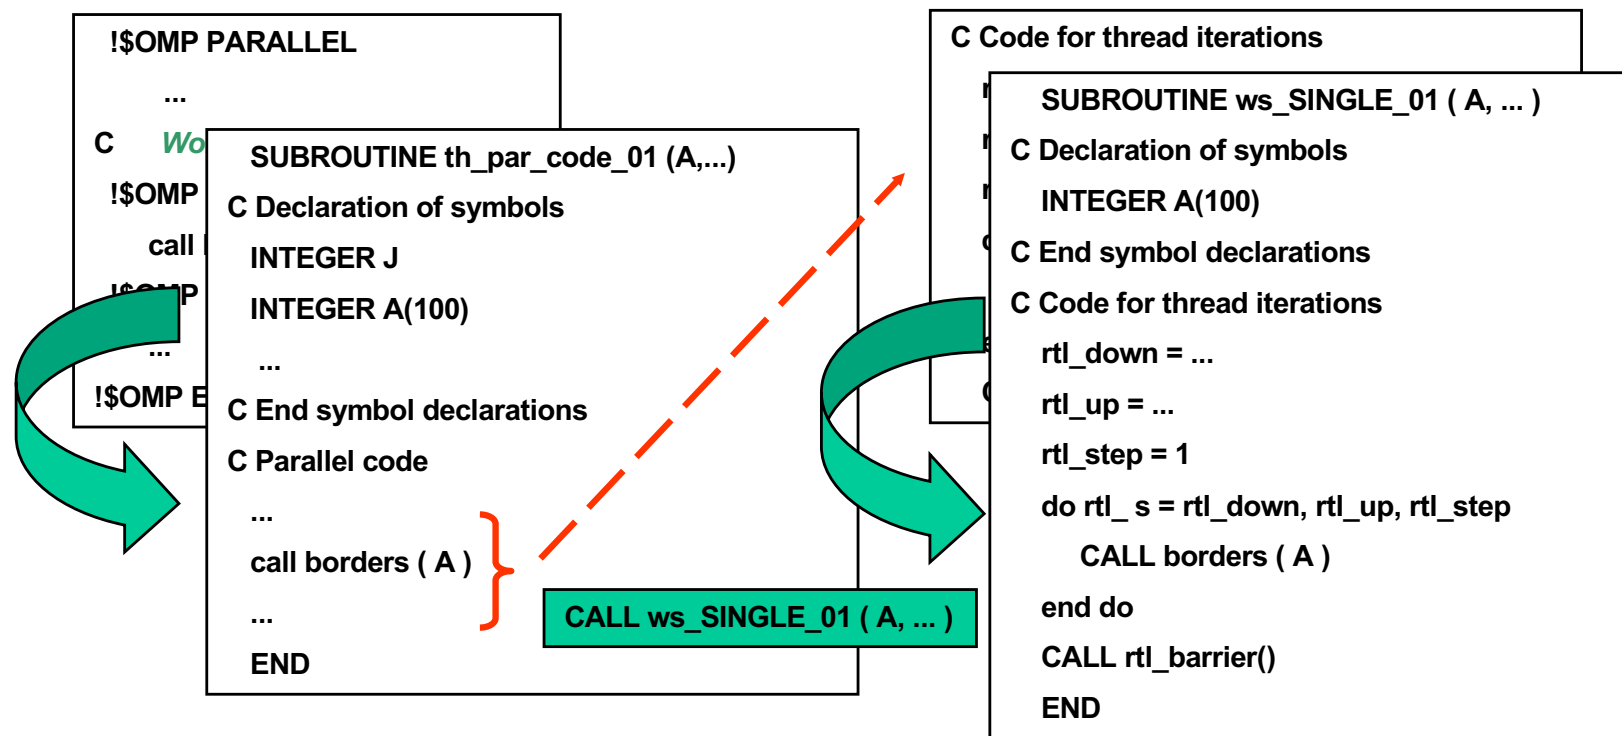 !$OMP PARALLEL
...
C
!$OMP
call
!$OMP
...
!$OMP E
SUBROUTINE th_par_code_01 (A,...)
C Declaration of symbols
INTEGER J
INTEGER A(100)
...
C End symbol declarations
C Parallel code
...
call borders ( A )
...
END
CALL ws_SINGLE_01 ( A, ... )
C Code for thread iterations
SUBROUTINE ws_SINGLE_01 ( A, ... )
C Declaration of symbols
INTEGER A(100)
C End symbol declarations
C Code for thread iterations
rtl_down = ...
rtl_up = ...
rtl_step = 1
do rtl_ s = rtl_down, rtl_up, rtl_step
CALL borders ( A )
end do
CALL rtl_barrier()
END